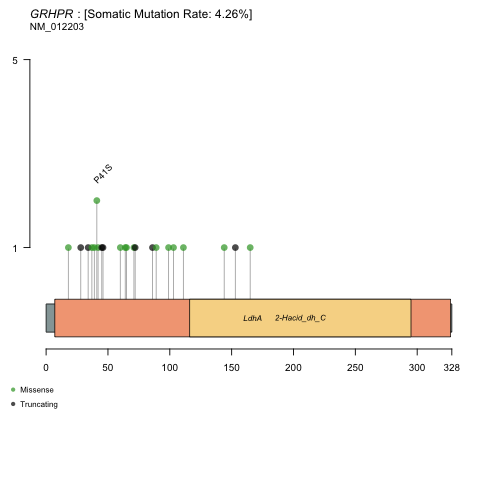 GRHPR : [Somatic Mutation Rate: 4.26%]
NM_012203
5
P41S
1
LdhA 2-Hacid_dh_C
0 50 100 150 200 250 300 328
Missense
Truncating